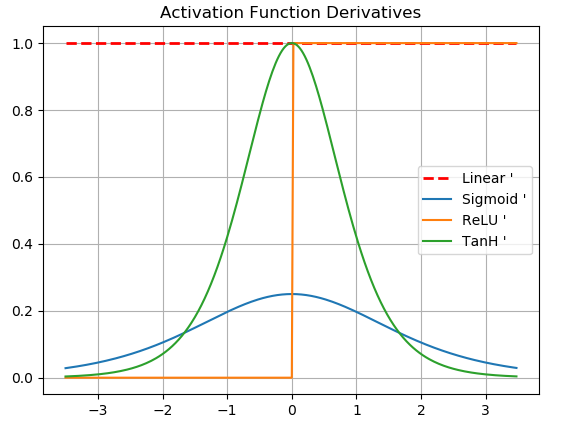 Activation Function Derivatives
1.0
0.8
0.6
0.4
0.2
0.0
−3
−2
−1
0
1
2
3
Linear '
Sigmoid '
ReLU '
TanH '